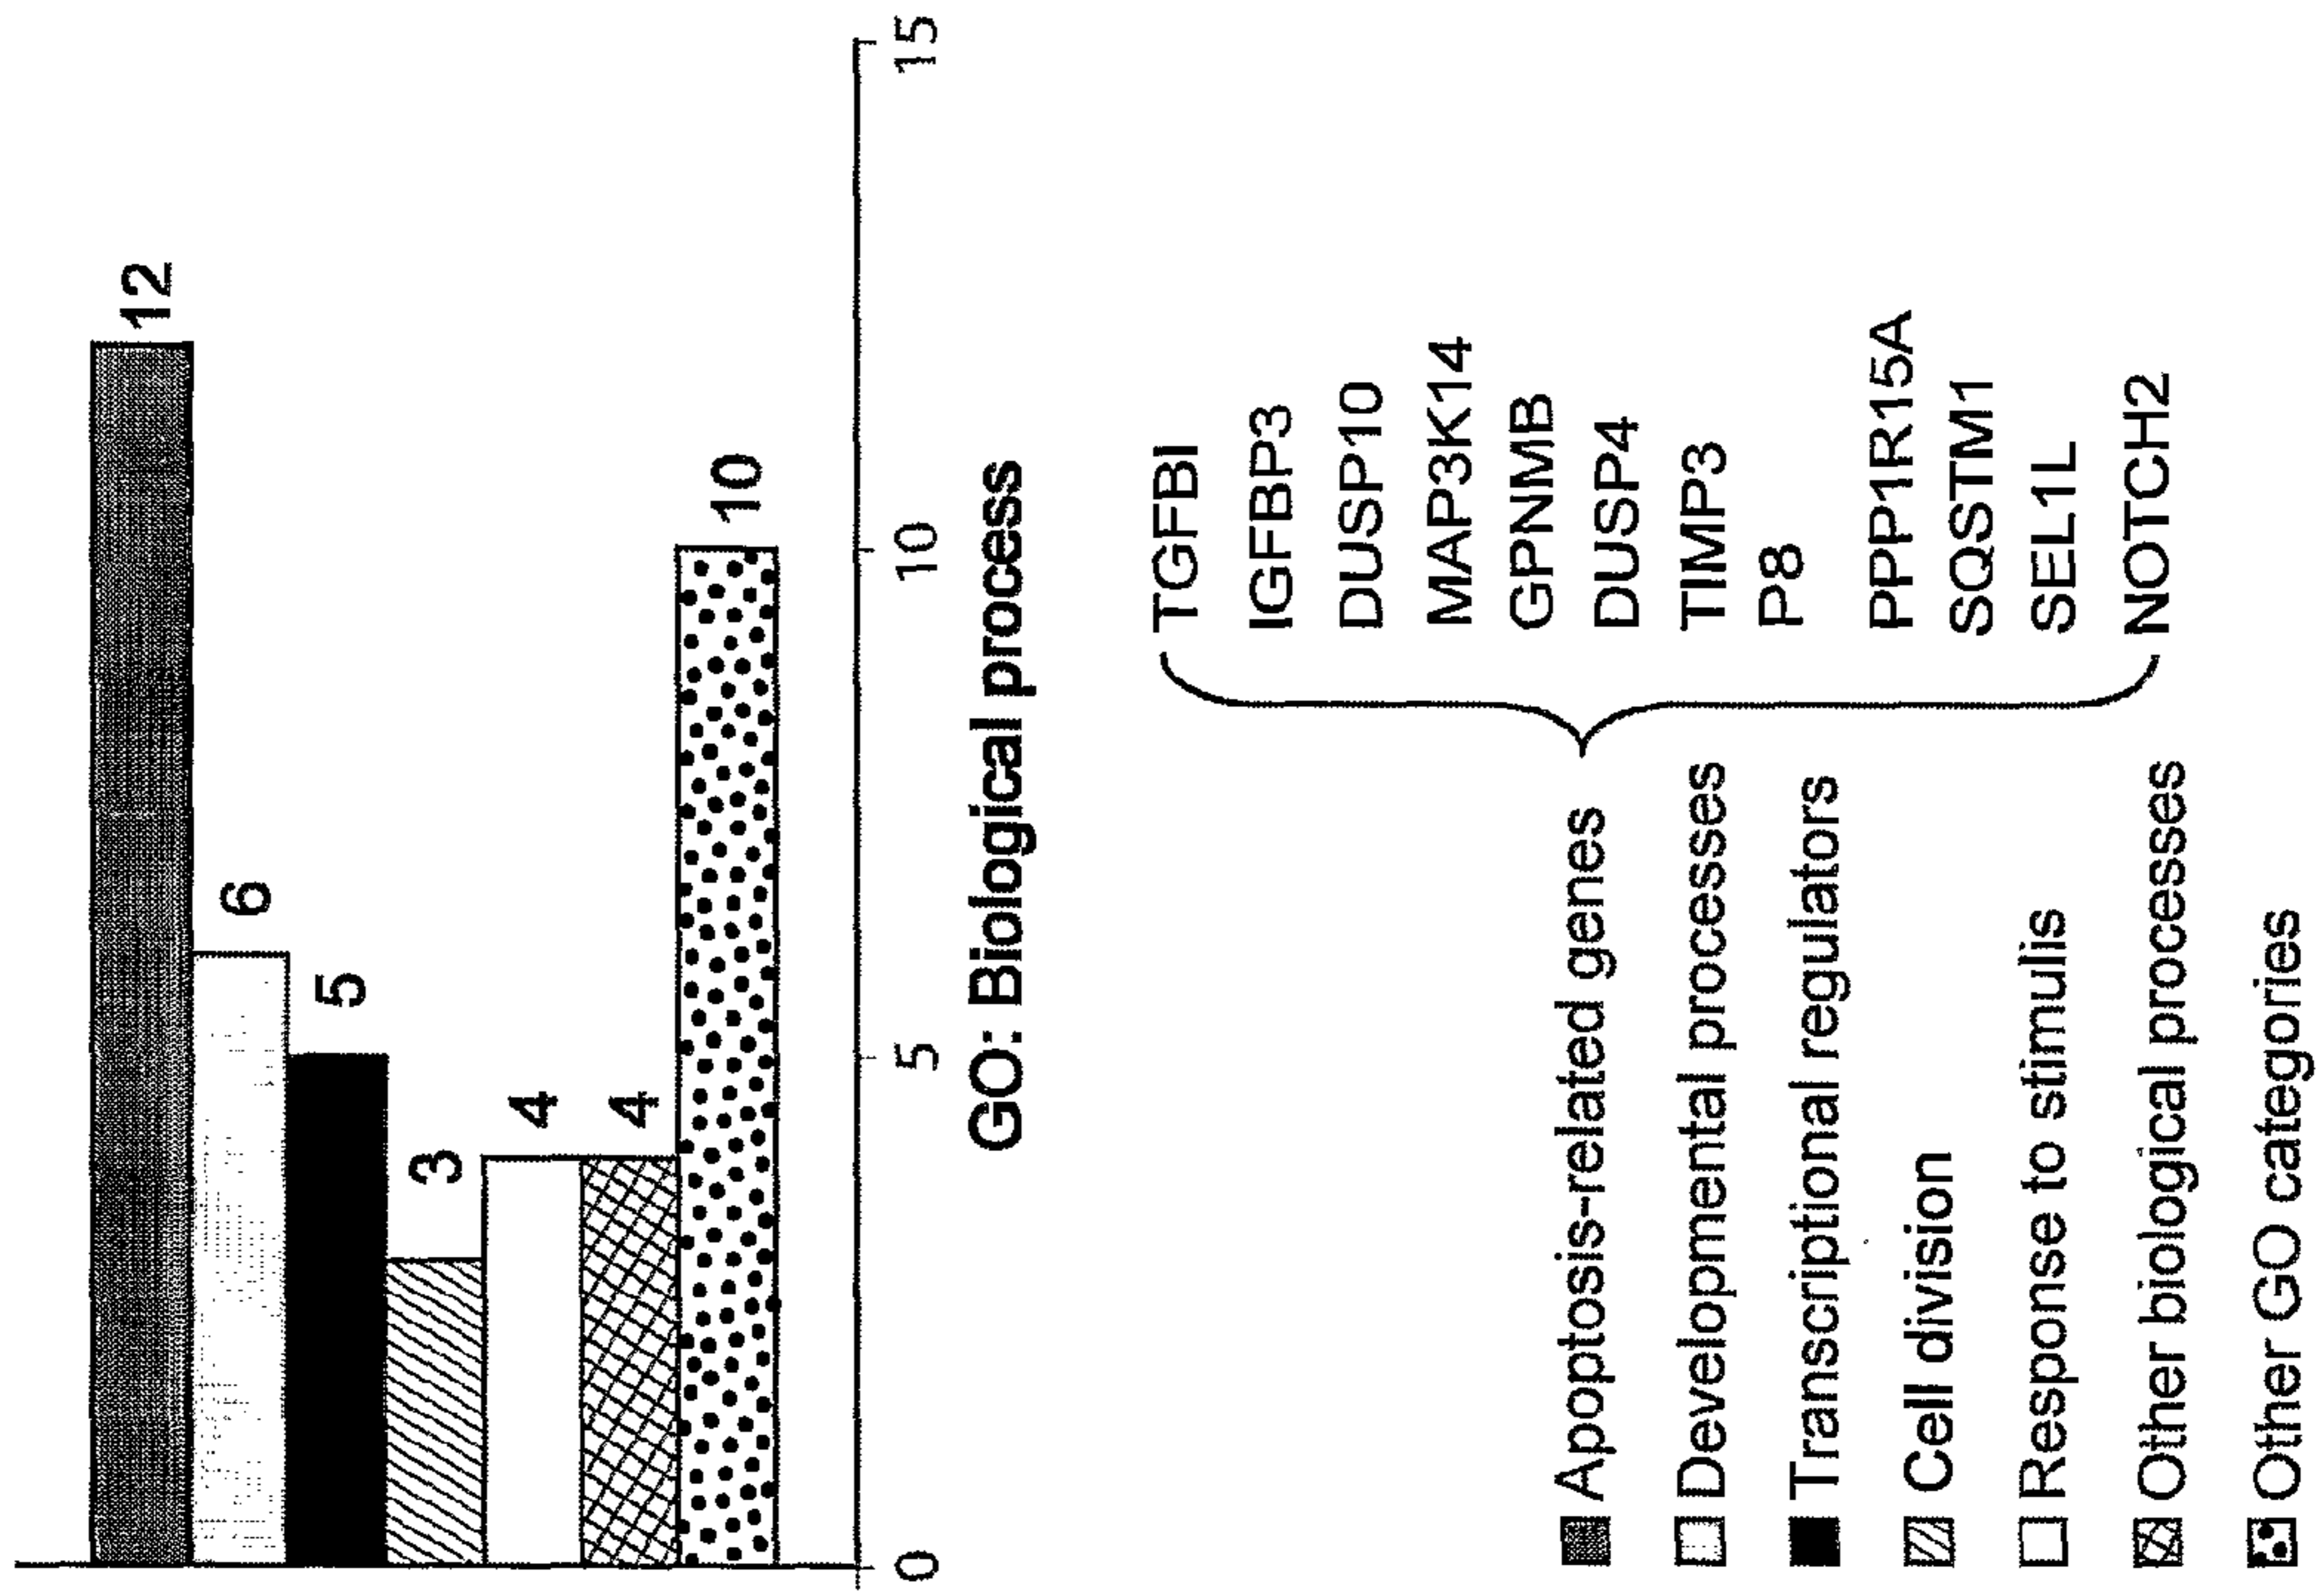 12
6
5
3
4
4
10
0
5
10
15
GO: Biological process
Apoptosis-related genes
Developmental processes
Transcriptional regulators
Cell division
Response to stimulis
Other biological processes
Other GO categories
TGFBI
IGFBP3
DUSP10
MAP3K14
GPNMB
DUSP4
TIMP3
P8
PPP1R15A
SQSTM1
SEL1L
NOTCH2